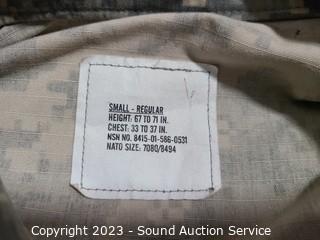 SMALL - REGULAR
HEIGHT: 67 TO 71 IN.
CHEST: 33 TO 37 IN.
NSN NO. 8415-01-586-0531
NATO SIZE: 7080/8494
Copyright 2023 - Sound Auction Service